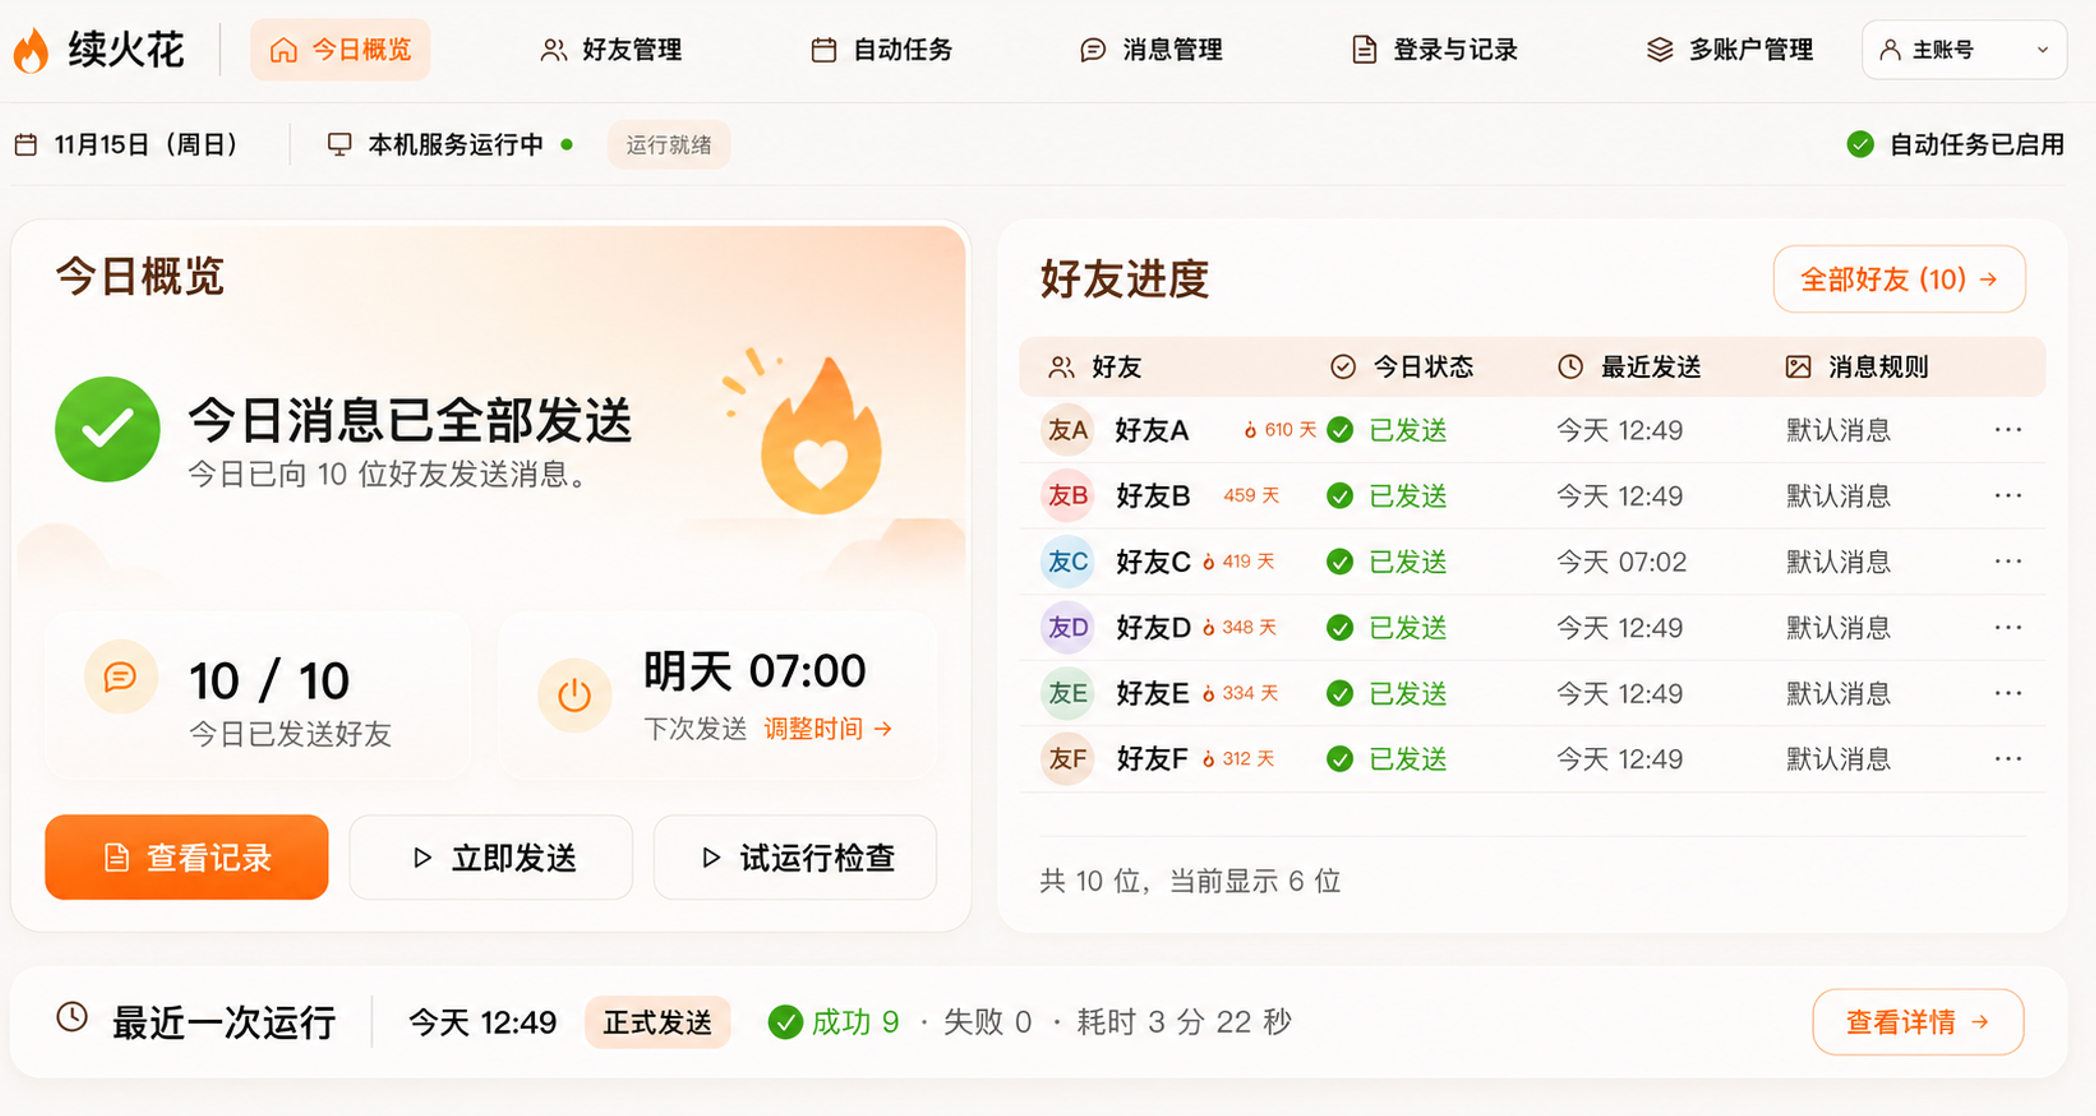 续火花
今日概览
好友管理
自动任务
消息管理
登录与记录
多账户管理
主账号
11月15日（周日）
本机服务运行中
运行就绪
自动任务已启用
今日概览
今日消息已全部发送
今日已向 10 位好友发送消息。
10 / 10
今日已发送好友
明天 07:00
下次发送 调整时间 →
查看记录
立即发送
试运行检查
好友进度
全部好友 (10) →
好友 今日状态 最近发送 消息规则
友A 好友A 610 天 已发送 今天 12:49 默认消息 ···
友B 好友B 459 天 已发送 今天 12:49 默认消息 ···
友C 好友C 419 天 已发送 今天 07:02 默认消息 ···
友D 好友D 348 天 已发送 今天 12:49 默认消息 ···
友E 好友E 334 天 已发送 今天 12:49 默认消息 ···
友F 好友F 312 天 已发送 今天 12:49 默认消息 ···
共 10 位，当前显示 6 位
最近一次运行 今天 12:49 正式发送 成功 9 · 失败 0 · 耗时 3 分 22 秒
查看详情 →